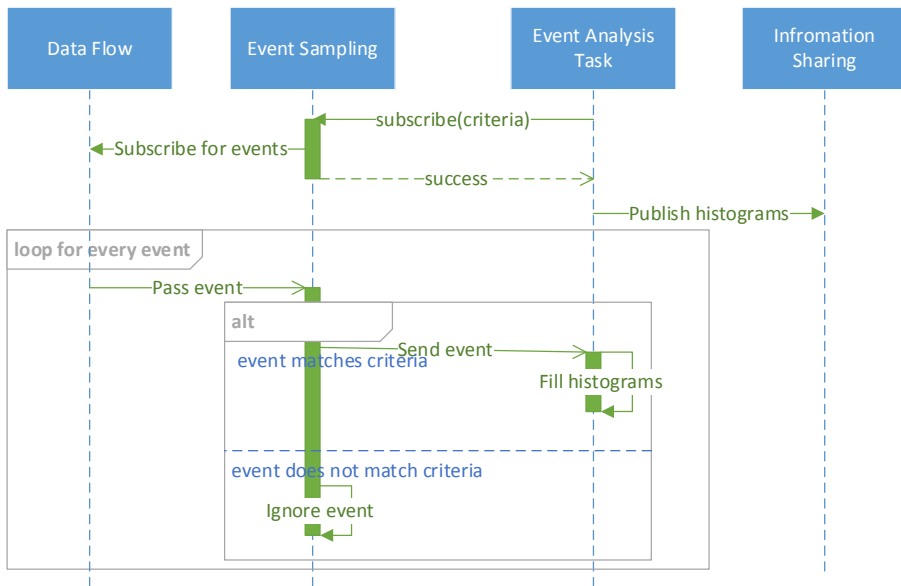 Data Flow
Event Sampling
Event Analysis
Task
Infromation
Sharing
subscribe(criteria)
Subscribe for events
success
Publish histograms
loop for every event
Pass event
alt
Send event
event matches criteria
Fill histograms
event does not match criteria
Ignore event